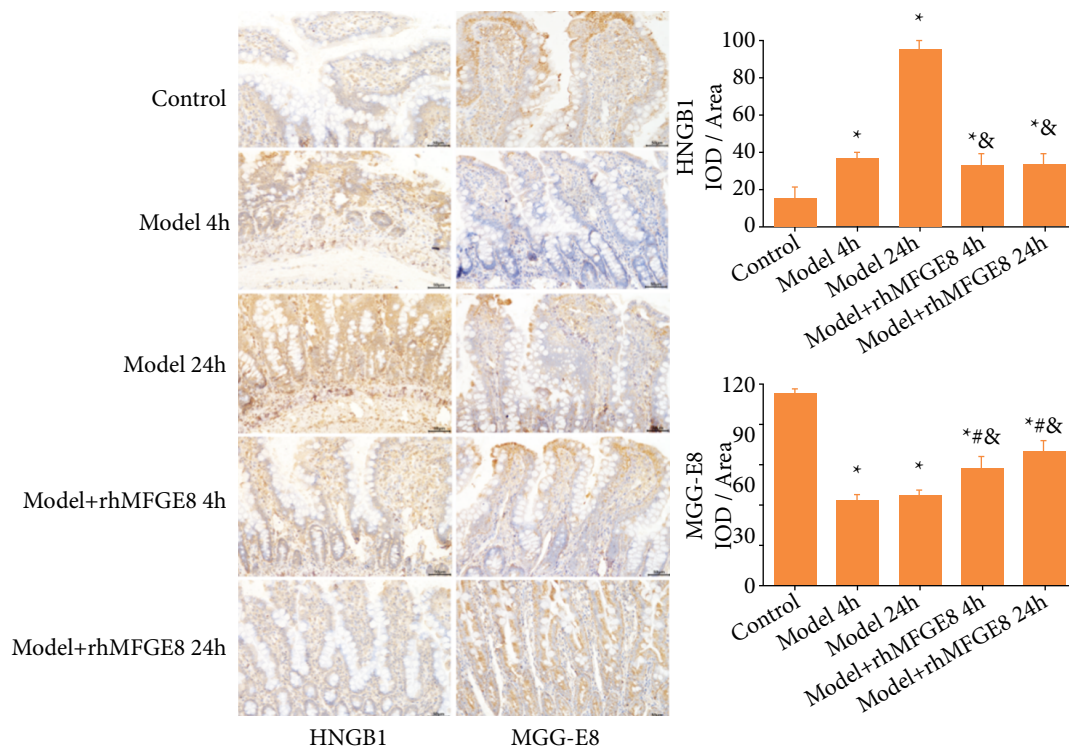 Control
Model 4h
Model 24h
Model+rhMFGE8 4h
Model+rhMFGE8 24h
HNGB1
MGG-E8
HNGB1
IOD / Area
100
80
60
40
20
0
*
*
*&
*&
Control
Model 4h
Model 24h
Model+rhMFGE8 4h
Model+rhMFGE8 24h
MGG-E8
IOD / Area
120
90
60
30
0
*
*
*#&
*#&
Control
Model 4h
Model 24h
Model+rhMFGE8 4h
Model+rhMFGE8 24h